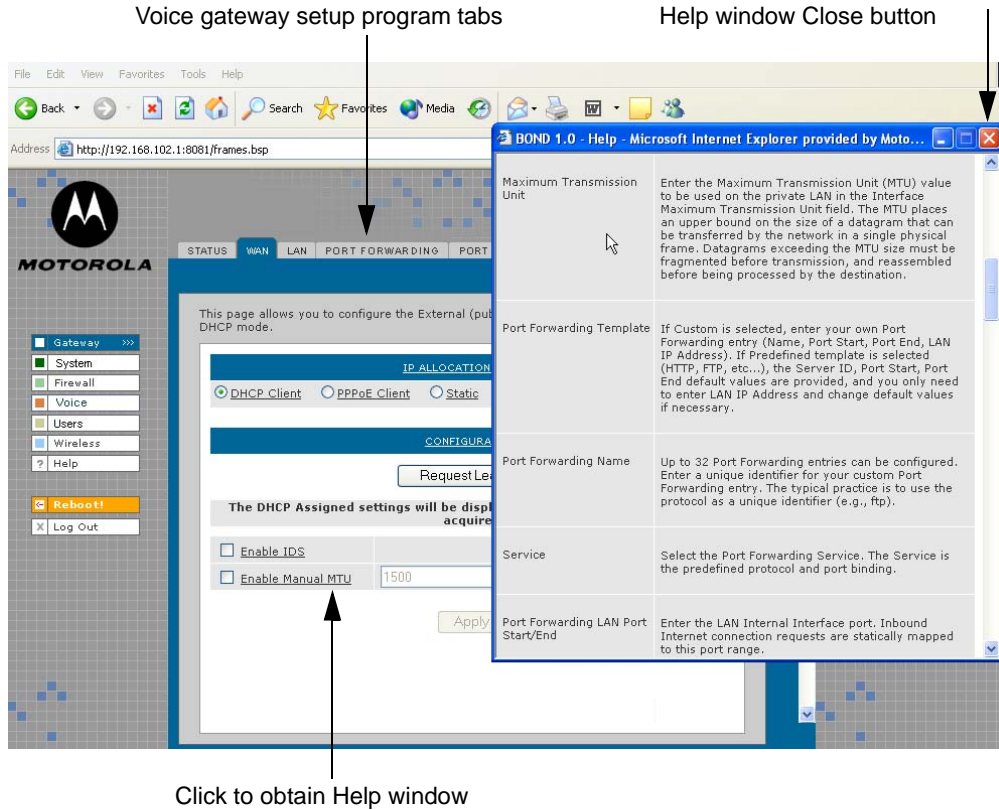 Voice gateway setup program tabs
Help window Close button
File Edit View Favorites Tools Help
Back Search Favorites Media
Address http://192.168.102.1:8081/frames.bsp
BOND 1.0 - Help - Microsoft Internet Explorer provided by Moto...
MOTOROLA
STATUS WAN LAN PORT FORWARDING PORT
This page allows you to configure the External (pub
DHCP mode.
Gateway >>>
System
Firewall
Voice
Users
Wireless
? Help
Reboot!
X Log Out
IP ALLOCATION
DHCP Client PPPoE Client Static
CONFIGURA
Request Lea
The DHCP Assigned settings will be displ
acquire
Enable IDS
Enable Manual MTU 1500
Apply
Maximum Transmission
Unit
Enter the Maximum Transmission Unit (MTU) value
to be used on the private LAN in the Interface
Maximum Transmission Unit field. The MTU places
an upper bound on the size of a datagram that can
be transferred by the network in a single physical
frame. Datagrams exceeding the MTU size must be
fragmented before transmission, and reassembled
before being processed by the destination.
Port Forwarding Template
If Custom is selected, enter your own Port
Forwarding entry (Name, Port Start, Port End, LAN
IP Address). If Predefined template is selected
(HTTP, FTP, etc...), the Server ID, Port Start, Port
End default values are provided, and you only need
to enter LAN IP Address and change default values
if necessary.
Port Forwarding Name
Up to 32 Port Forwarding entries can be configured.
Enter a unique identifier for your custom Port
Forwarding entry. The typical practice is to use the
protocol as a unique identifier (e.g., ftp).
Service
Select the Port Forwarding Service. The Service is
the predefined protocol and port binding.
Port Forwarding LAN Port
Start/End
Enter the LAN Internal Interface port. Inbound
Internet connection requests are statically mapped
to this port range.
Click to obtain Help window